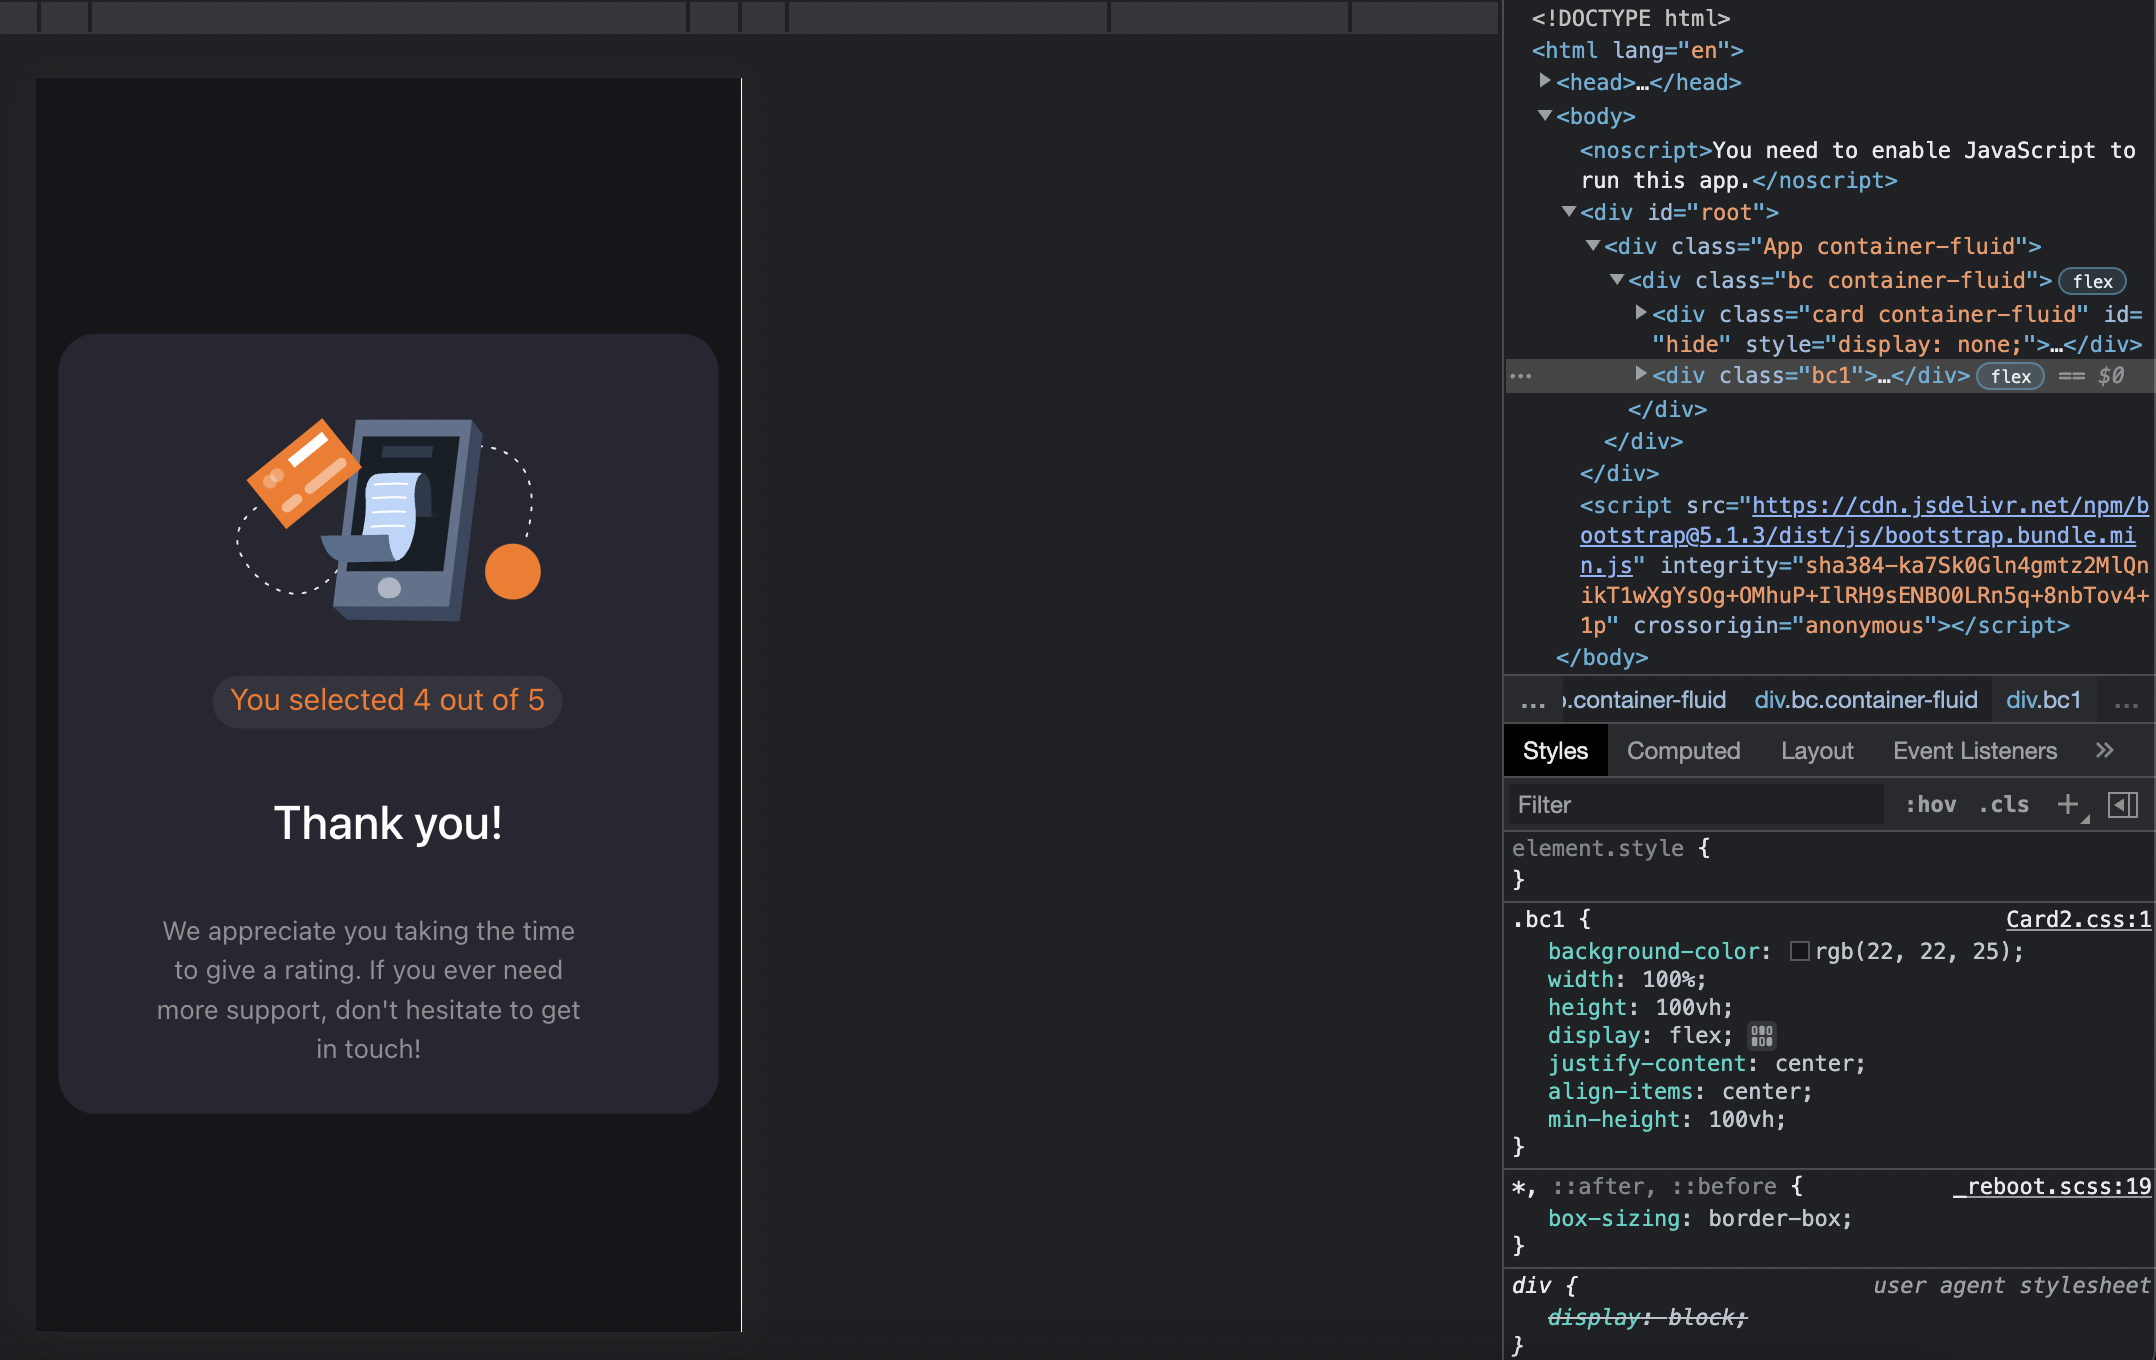 You selected 4 out of 5
Thank you!
We appreciate you taking the time
to give a rating. If you ever need
more support, don't hesitate to get
in touch!
<!DOCTYPE html>
<html lang="en">
<head>…</head>
<body>
<noscript>You need to enable JavaScript to
run this app.</noscript>
<div id="root">
<div class="App container-fluid">
<div class="bc container-fluid"> flex
<div class="card container-fluid" id=
"hide" style="display: none;">…</div>
… <div class="bc1">…</div> flex == $0
</div>
</div>
</div>
<script src="https://cdn.jsdelivr.net/npm/b
ootstrap@5.1.3/dist/js/bootstrap.bundle.mi
n.js" integrity="sha384-ka7Sk0Gln4gmtz2MlQn
ikT1wXgYsOg+OMhuP+IlRH9sENBO0LRn5q+8nbTov4+
1p" crossorigin="anonymous"></script>
</body>
… .container-fluid div.bc.container-fluid div.bc1 …
Styles Computed Layout Event Listeners »
Filter :hov .cls +
element.style {
}
.bc1 { Card2.css:1
background-color: rgb(22, 22, 25);
width: 100%;
height: 100vh;
display: flex;
justify-content: center;
align-items: center;
min-height: 100vh;
}
*, ::after, ::before { _reboot.scss:19
box-sizing: border-box;
}
div { user agent stylesheet
display: block;
}